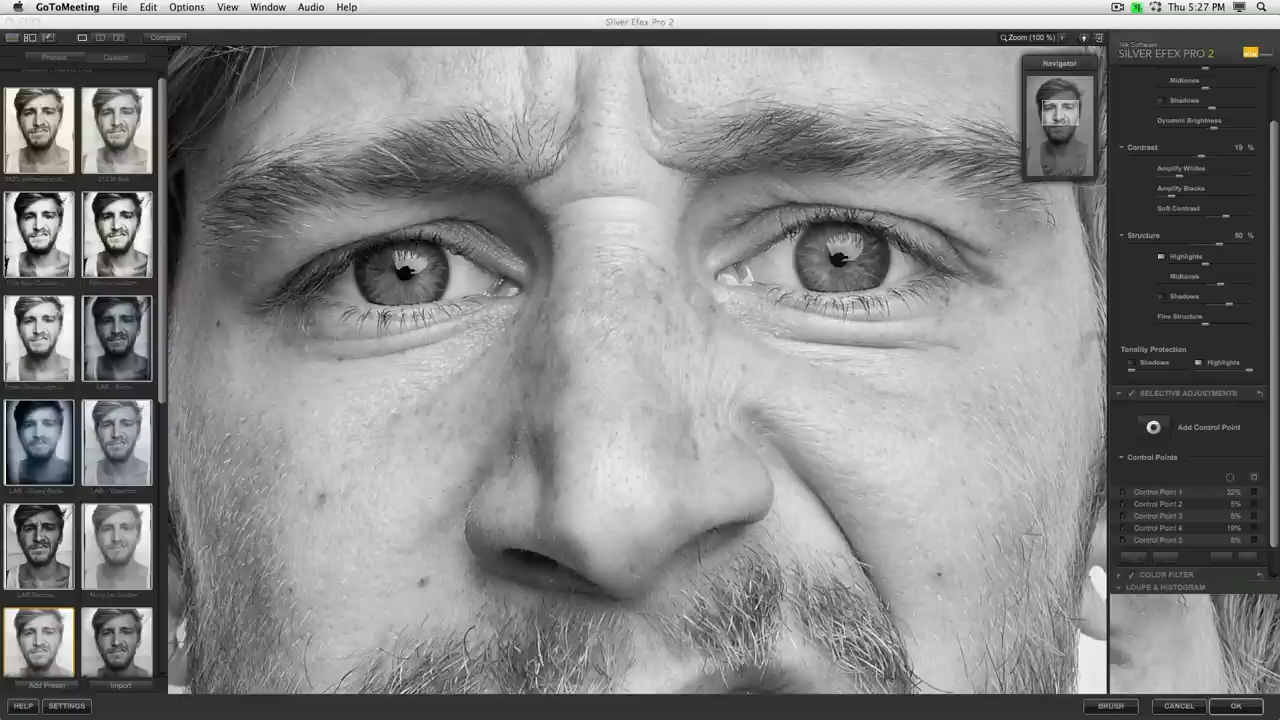 GoToMeeting File Edit Options View Window Audio Help Thu 5:27 PM
Silver Efex Pro 2
Compare Zoom (100 %)
Presets Custom
Navigator
Nik Software
SILVER EFEX PRO 2
Midtones
Shadows
Dynamic Brightness
Contrast 19 %
Amplify Whites
Amplify Blacks
Soft Contrast
Structure 50 %
Highlights
Midtones
Shadows
Fine Structure
Tonality Protection
Shadows Highlights
SELECTIVE ADJUSTMENTS
Add Control Point
Control Points
Control Point 1 32%
Control Point 2 5%
Control Point 3 5%
Control Point 4 19%
Control Point 5 5%
COLOR FILTER
LOUPE & HISTOGRAM
Add Preset Import
HELP SETTINGS BRUSH CANCEL OK